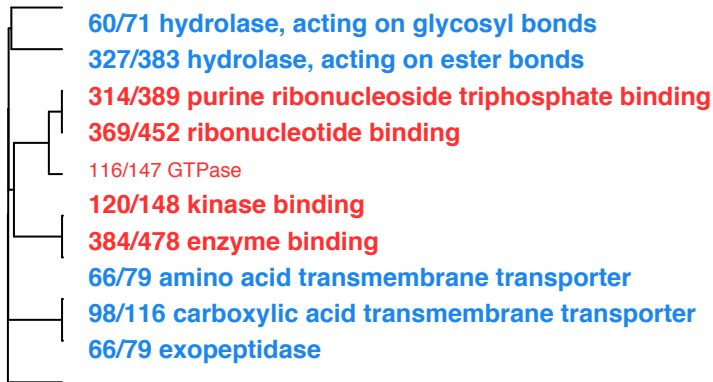 60/71 hydrolase, acting on glycosyl bonds
327/383 hydrolase, acting on ester bonds
314/389 purine ribonucleoside triphosphate binding
369/452 ribonucleotide binding
116/147 GTPase
120/148 kinase binding
384/478 enzyme binding
66/79 amino acid transmembrane transporter
98/116 carboxylic acid transmembrane transporter
66/79 exopeptidase